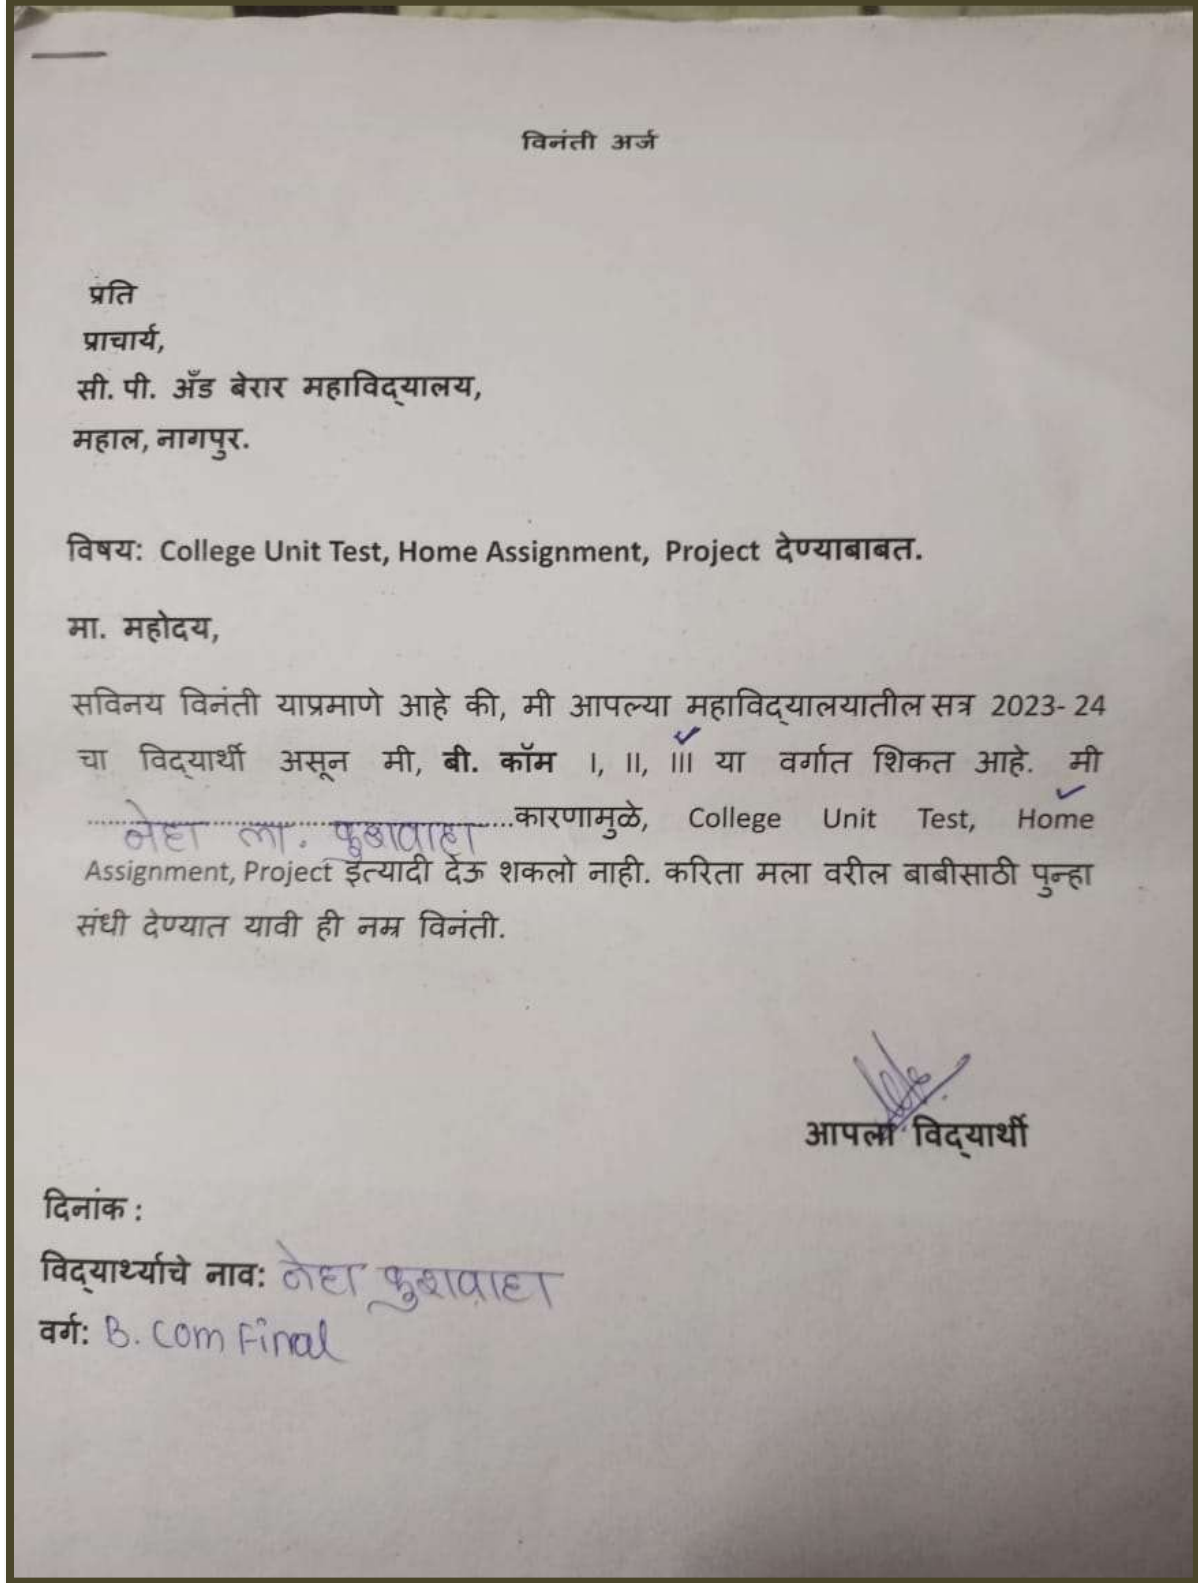 विनंती अर्ज
प्रति
प्राचार्य,
सी. पी. अँड बेरार महाविद्यालय,
महाल, नागपुर.
विषय: College Unit Test, Home Assignment, Project देण्याबाबत.
मा. महोदय,
सविनय विनंती याप्रमाणे आहे की, मी आपल्या महाविद्यालयातील सत्र 2023-24
चा विद्यार्थी असून मी, बी. कॉम I, II, III या वर्गात शिकत आहे. मी
नेहा ला. कुशवाहा कारणामुळे, College Unit Test, Home
Assignment, Project इत्यादी देऊ शकलो नाही. करिता मला वरील बाबीसाठी पुन्हा
संधी देण्यात यावी ही नम्र विनंती.
आपला विद्यार्थी
दिनांक :
विद्यार्थ्याचे नाव: नेहा कुशवाहा
वर्ग: B. Com Final